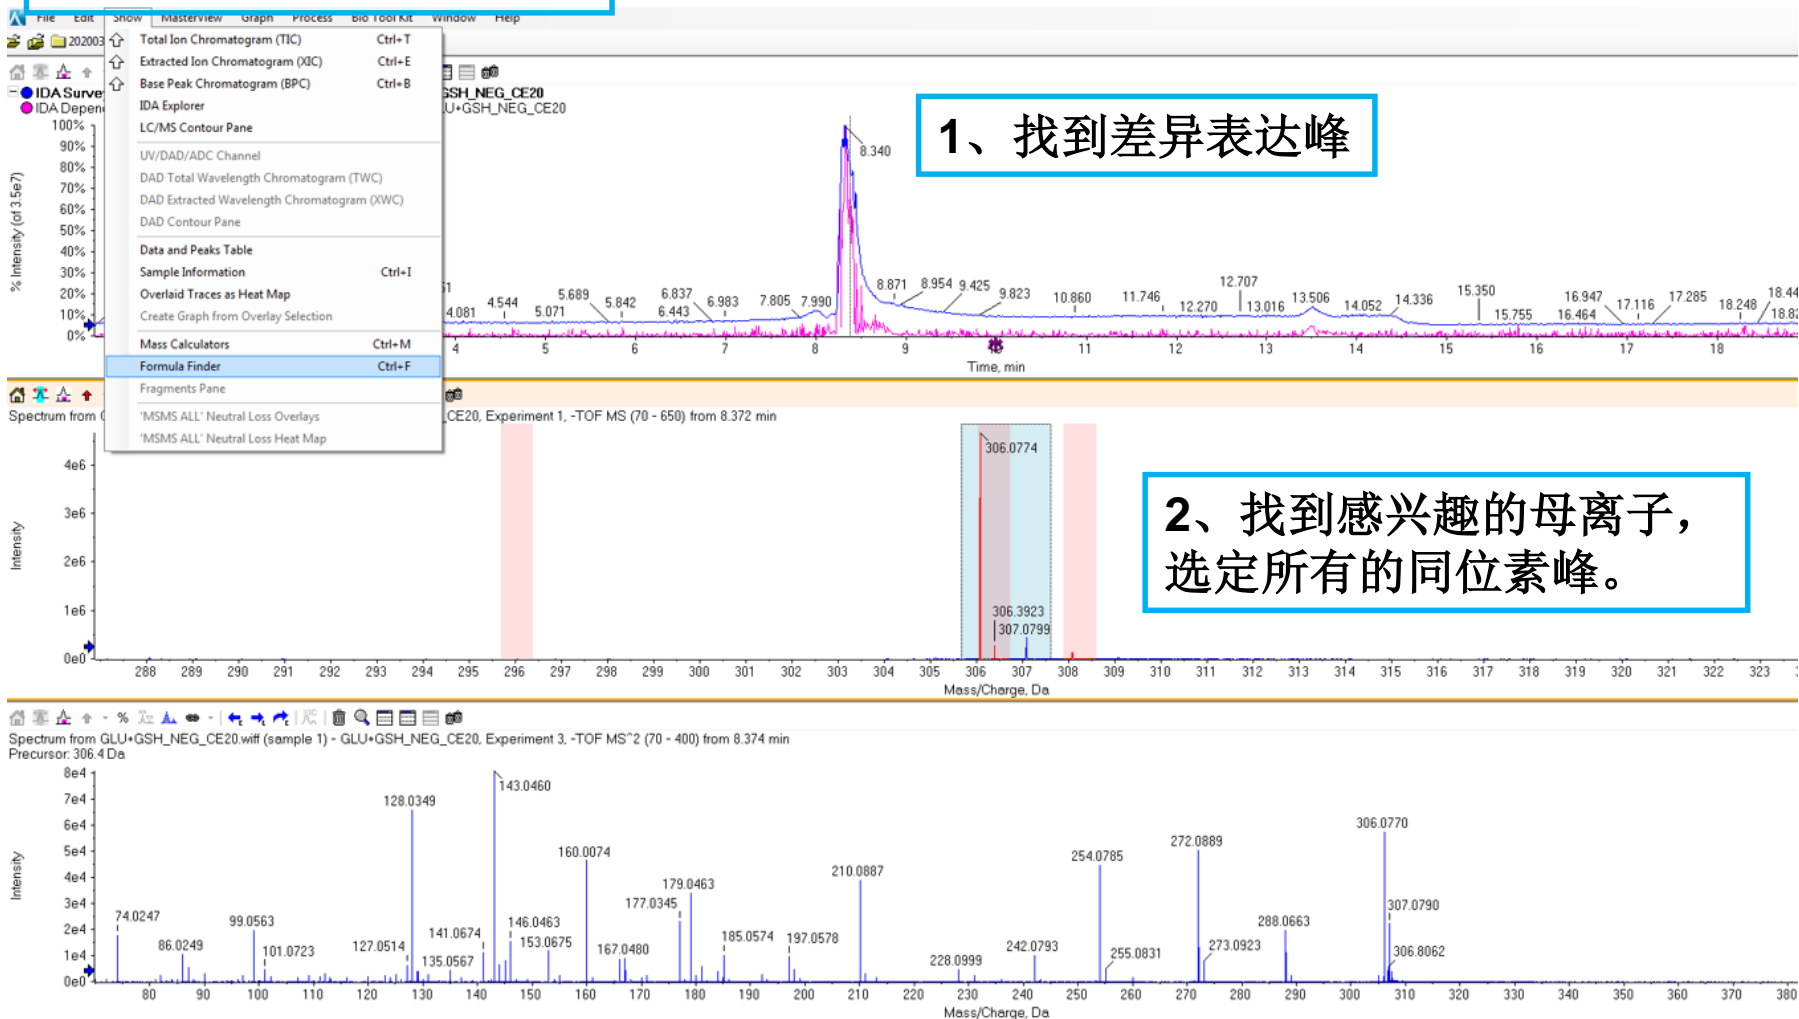 File Edit Show MasterView Graph Process Bio Tool Kit Window Help
202003
Total Ion Chromatogram (TIC) Ctrl+T
Extracted Ion Chromatogram (XIC) Ctrl+E
Base Peak Chromatogram (BPC) Ctrl+B
IDA Explorer
LC/MS Contour Pane
UV/DAD/ADC Channel
DAD Total Wavelength Chromatogram (TWC)
DAD Extracted Wavelength Chromatogram (XWC)
DAD Contour Pane
Data and Peaks Table
Sample Information Ctrl+I
Overlaid Traces as Heat Map
Create Graph from Overlay Selection
Mass Calculators Ctrl+M
Formula Finder Ctrl+F
Fragments Pane
'MSMS ALL' Neutral Loss Overlays
'MSMS ALL' Neutral Loss Heat Map
IDA Surve GSH_NEG_CE20
IDA Depen U+GSH_NEG_CE20
1、找到差异表达峰
% Intensity (of 3.5e7)
100%
90%
80%
70%
60%
50%
40%
30%
20%
10%
0%
8.340
4.081 4.544 5.071 5.689 5.842 6.443 6.837 6.983 7.805 7.990 8.871 8.954 9.425 9.823 10.860 11.746 12.270 12.707 13.016 13.506 14.052 14.336 15.350 15.755 16.464 16.947 17.116 17.285 18.248 18.44 18.82
4 5 6 7 8 9 11 12 13 14 15 16 17 18
Time, min
Spectrum from G CE20, Experiment 1, -TOF MS (70 - 650) from 8.372 min
Intensity
4e6
3e6
2e6
1e6
0e0
306.0774
306.3923
307.0799
2、找到感兴趣的母离子，
选定所有的同位素峰。
288 289 290 291 292 293 294 295 296 297 298 299 300 301 302 303 304 305 306 307 308 309 310 311 312 313 314 315 316 317 318 319 320 321 322 323
Mass/Charge, Da
Spectrum from GLU+GSH_NEG_CE20.wiff (sample 1) - GLU+GSH_NEG_CE20, Experiment 3, -TOF MS^2 (70 - 400) from 8.374 min
Precursor: 306.4 Da
Intensity
8e4
7e4
6e4
5e4
4e4
3e4
2e4
1e4
0e0
74.0247 86.0249 99.0563 101.0723 127.0514 128.0349 135.0567 141.0674 143.0460 146.0463 153.0675 160.0074 167.0480 177.0345 179.0463 185.0574 197.0578 210.0887 228.0999 242.0793 254.0785 255.0831 272.0889 273.0923 288.0663 306.0770 307.0790 306.8062
80 90 100 110 120 130 140 150 160 170 180 190 200 210 220 230 240 250 260 270 280 290 300 310 320 330 340 350 360 370 380
Mass/Charge, Da